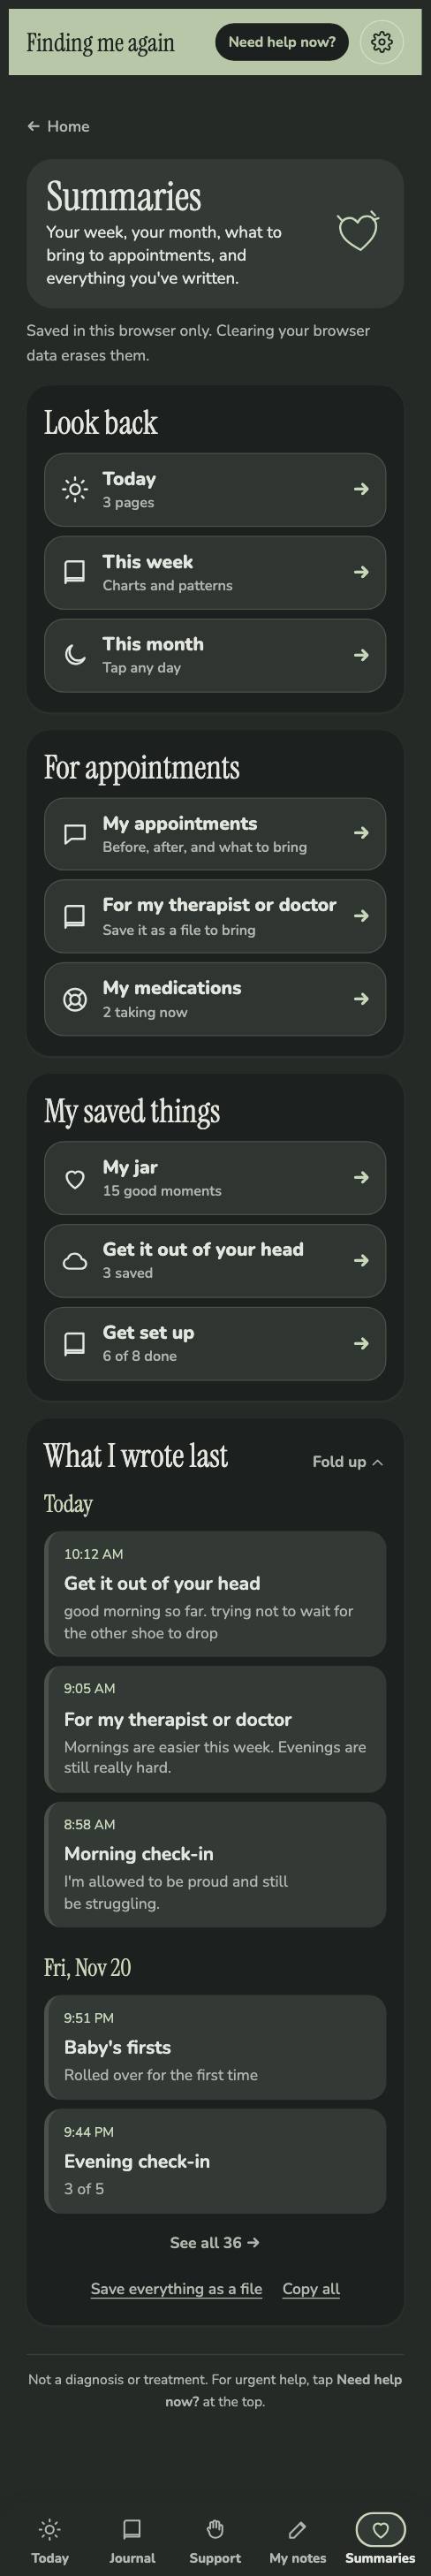 Finding me again
Need help now?
← Home
Summaries
Your week, your month, what to
bring to appointments, and
everything you've written.
Saved in this browser only. Clearing your browser
data erases them.
Look back
Today
3 pages
→
This week
Charts and patterns
→
This month
Tap any day
→
For appointments
My appointments
Before, after, and what to bring
→
For my therapist or doctor
Save it as a file to bring
→
My medications
2 taking now
→
My saved things
My jar
15 good moments
→
Get it out of your head
3 saved
→
Get set up
6 of 8 done
→
What I wrote last
Fold up
Today
10:12 AM
Get it out of your head
good morning so far. trying not to wait for
the other shoe to drop
9:05 AM
For my therapist or doctor
Mornings are easier this week. Evenings are
still really hard.
8:58 AM
Morning check-in
I'm allowed to be proud and still
be struggling.
Fri, Nov 20
9:51 PM
Baby's firsts
Rolled over for the first time
9:44 PM
Evening check-in
3 of 5
See all 36 →
Save everything as a file Copy all
Not a diagnosis or treatment. For urgent help, tap Need help
now? at the top.
Today Journal Support My notes Summaries